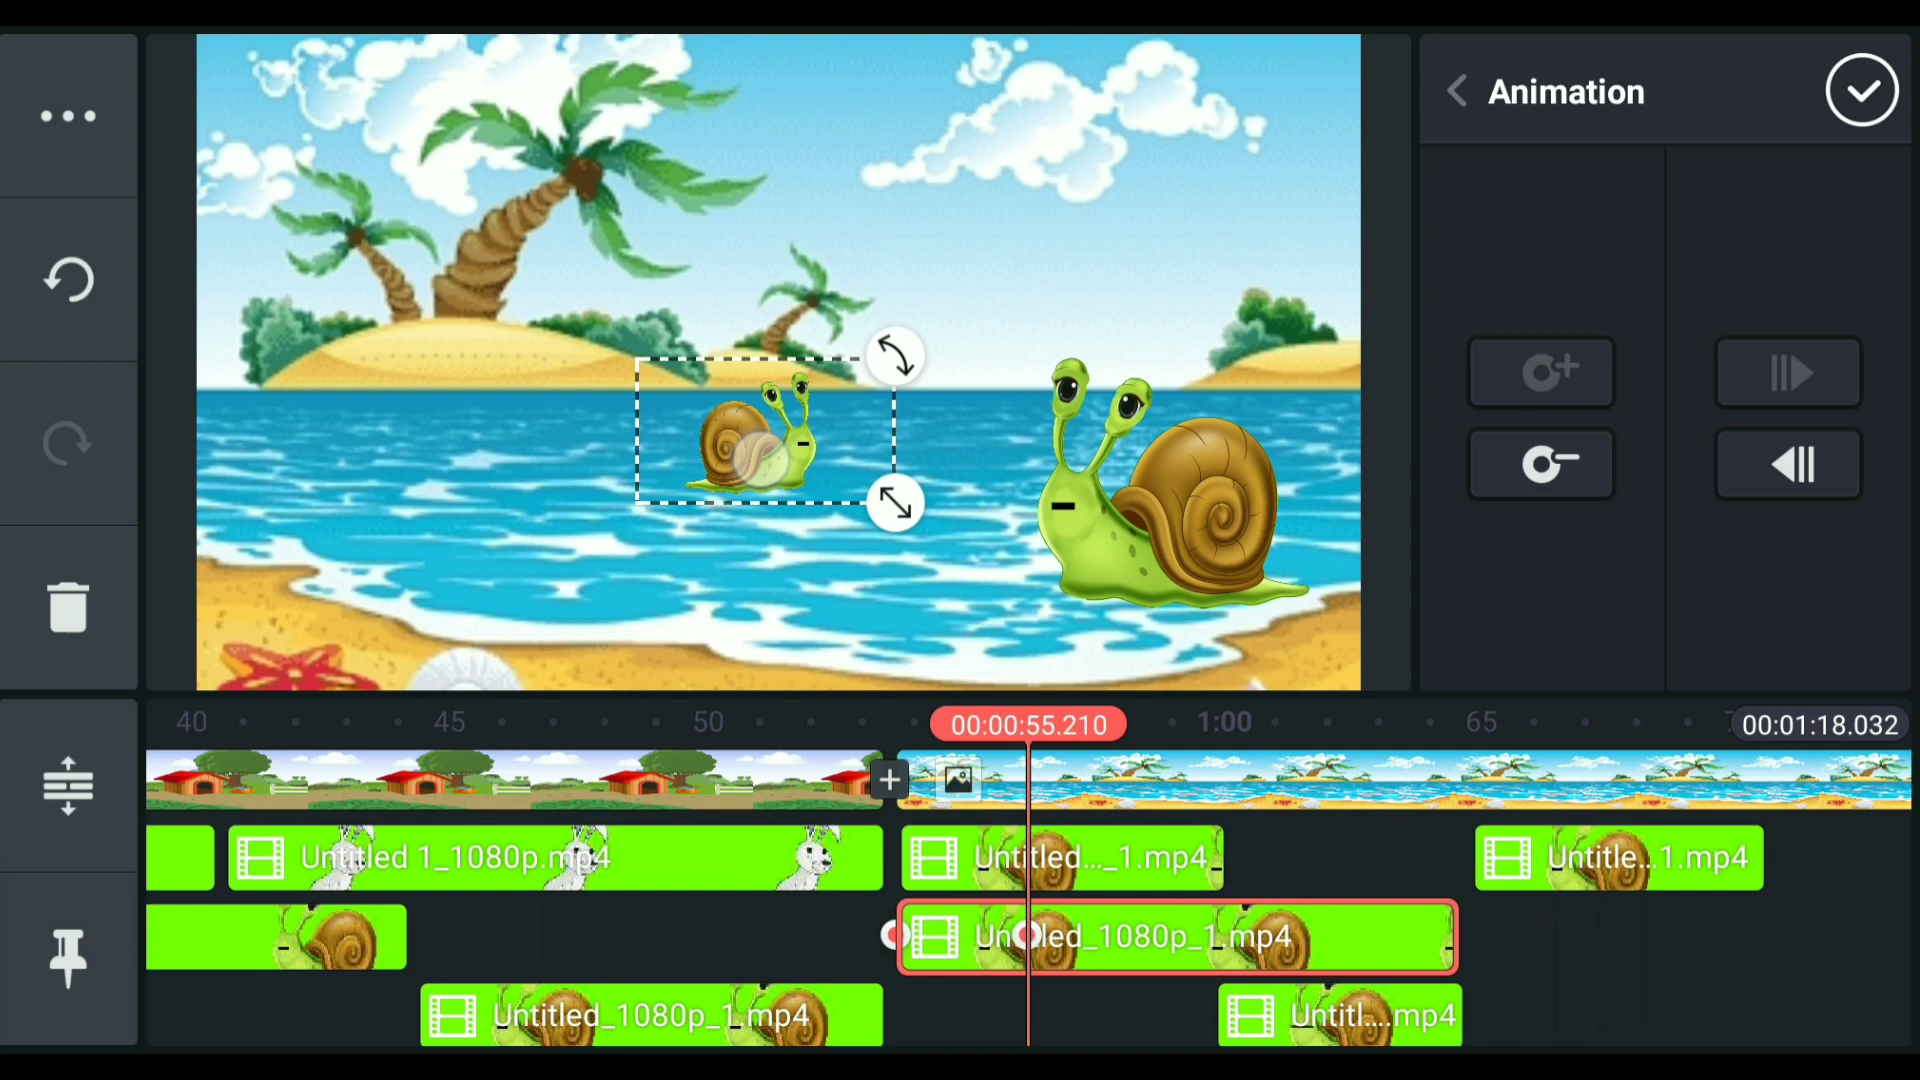 Animation
40 45 50 00:00:55.210 1:00 65 00:01:18.032
Untitled 1_1080p.mp4 Untitled..._1.mp4 Untitle...1.mp4
Un led_1080p_1.mp4
Untitled_1080p_1.mp4 Untitl....mp4